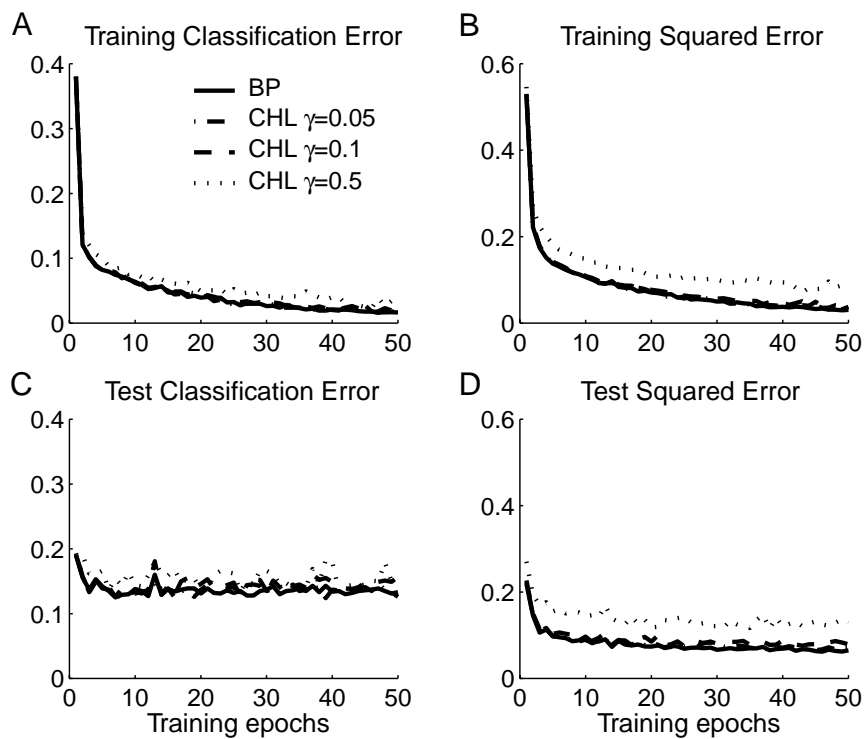 A
Training Classification Error
0.4
0.3
0.2
0.1
0
0 10 20 30 40 50
BP
CHL γ=0.05
CHL γ=0.1
CHL γ=0.5
B
Training Squared Error
0.6
0.4
0.2
0
0 10 20 30 40 50
C
Test Classification Error
0.4
0.3
0.2
0.1
0
0 10 20 30 40 50
Training epochs
D
Test Squared Error
0.6
0.4
0.2
0
0 10 20 30 40 50
Training epochs